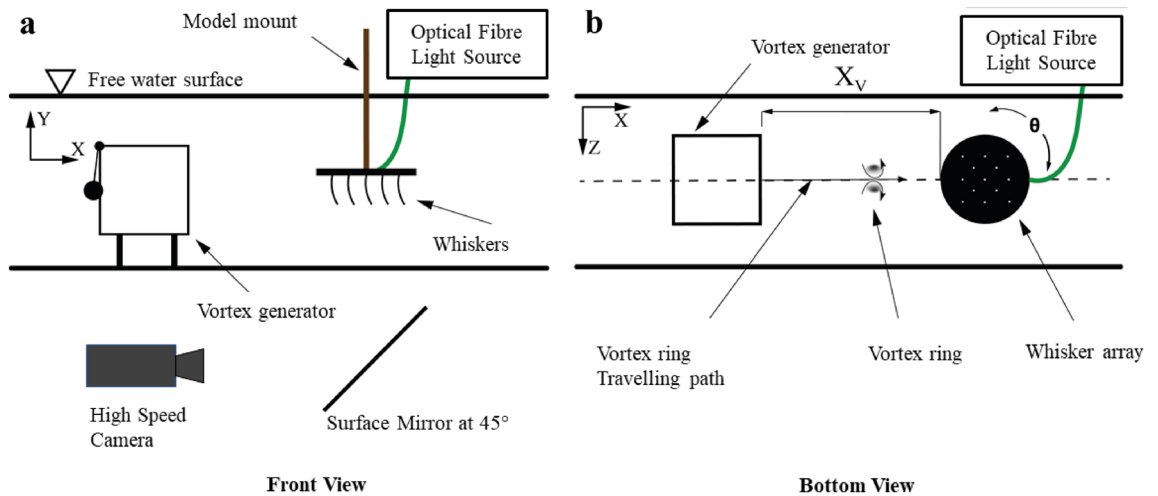 a
Model mount
Optical Fibre
Light Source
Free water surface
Y
X
Whiskers
Vortex generator
High Speed
Camera
Surface Mirror at 45°
Front View
b
Vortex generator
Optical Fibre
Light Source
X
Z
Xᵥ
θ
Vortex ring
Travelling path
Vortex ring
Whisker array
Bottom View